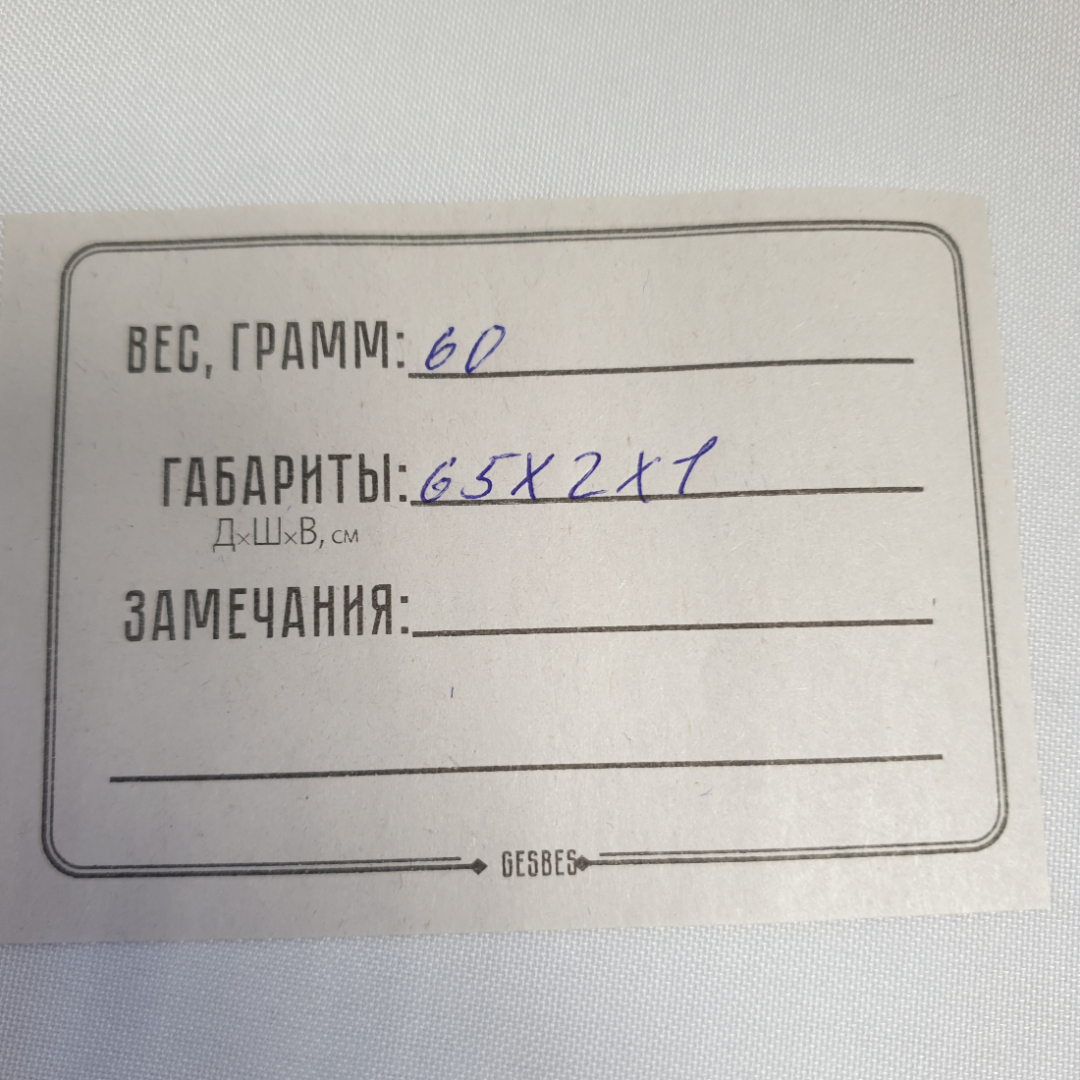 ВЕС, ГРАММ: 60
ГАБАРИТЫ: 65X2X1
Д×Ш×В, см
ЗАМЕЧАНИЯ:
GESBES